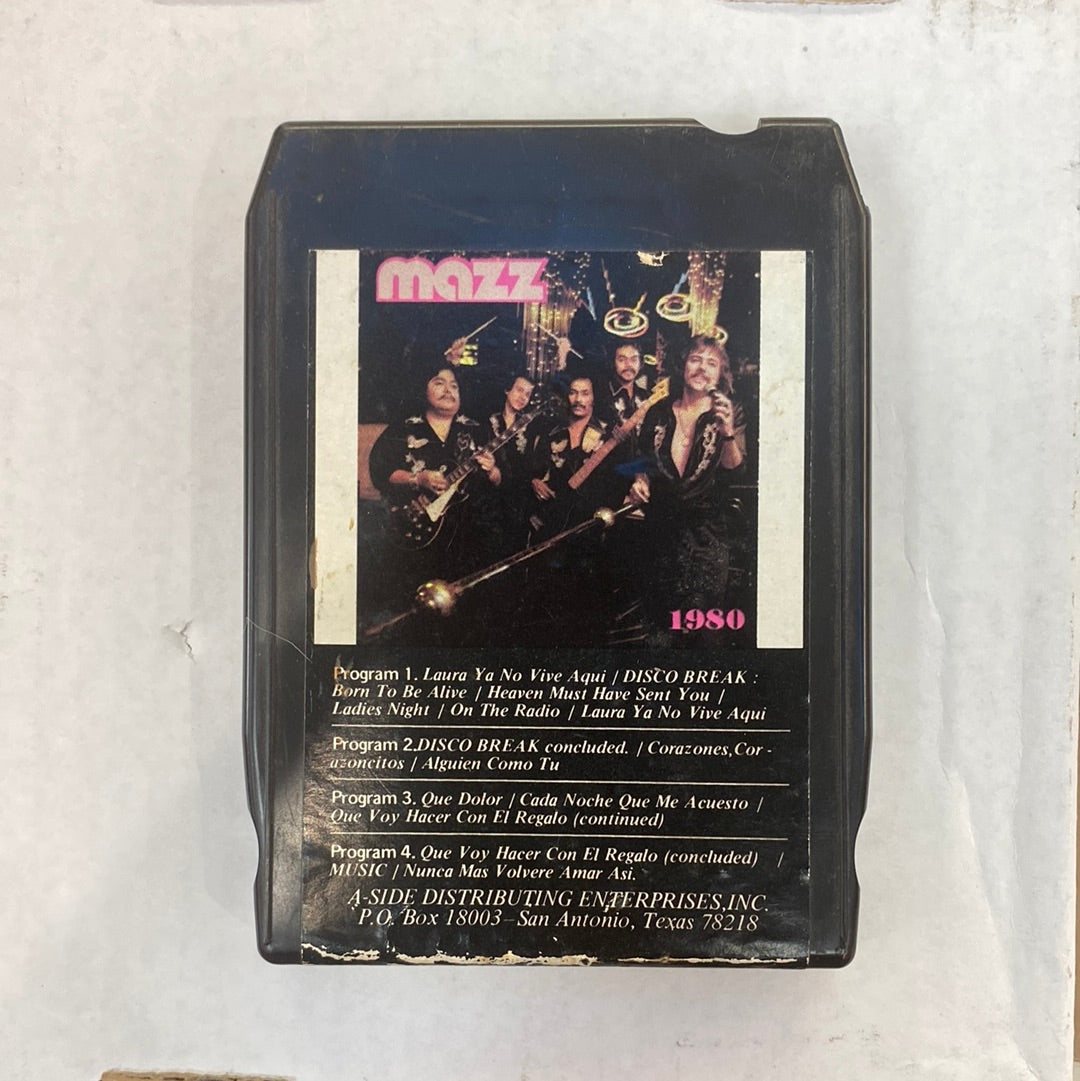 mazz
1980
Program 1. Laura Ya No Vive Aqui / DISCO BREAK :
Born To Be Alive / Heaven Must Have Sent You /
Ladies Night / On The Radio / Laura Ya No Vive Aqui
Program 2.DISCO BREAK concluded. / Corazones,Cor -
azoncitos / Alguien Como Tu
Program 3. Que Dolor / Cada Noche Que Me Acuesto /
Que Voy Hacer Con El Regalo (continued)
Program 4. Que Voy Hacer Con El Regalo (concluded) /
MUSIC / Nunca Mas Volvere Amar Asi.
A-SIDE DISTRIBUTING ENTERPRISES,INC.
P.O. Box 18003-San Antonio, Texas 78218